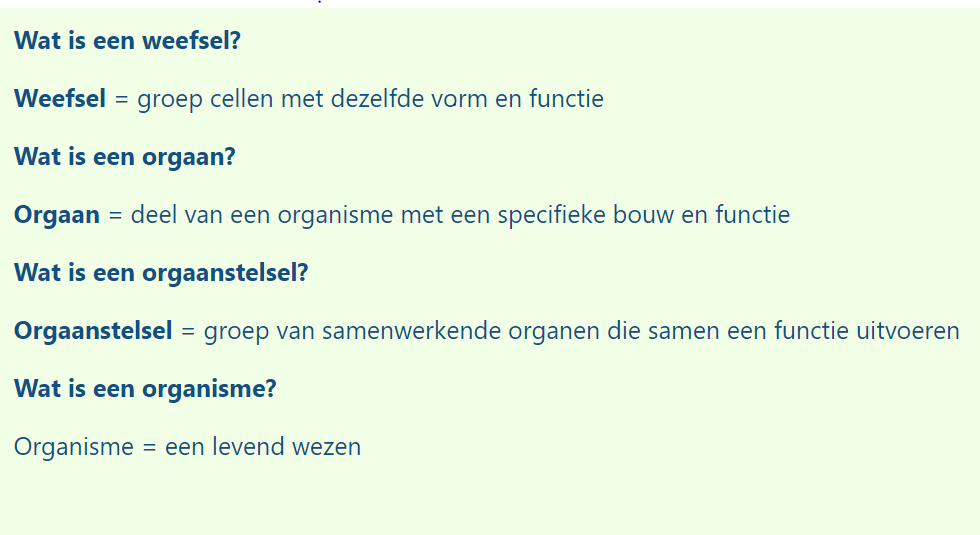 Wat is een weefsel?
Weefsel = groep cellen met dezelfde vorm en functie
Wat is een orgaan?
Orgaan = deel van een organisme met een specifieke bouw en functie
Wat is een orgaanstelsel?
Orgaanstelsel = groep van samenwerkende organen die samen een functie uitvoeren
Wat is een organisme?
Organisme = een levend wezen